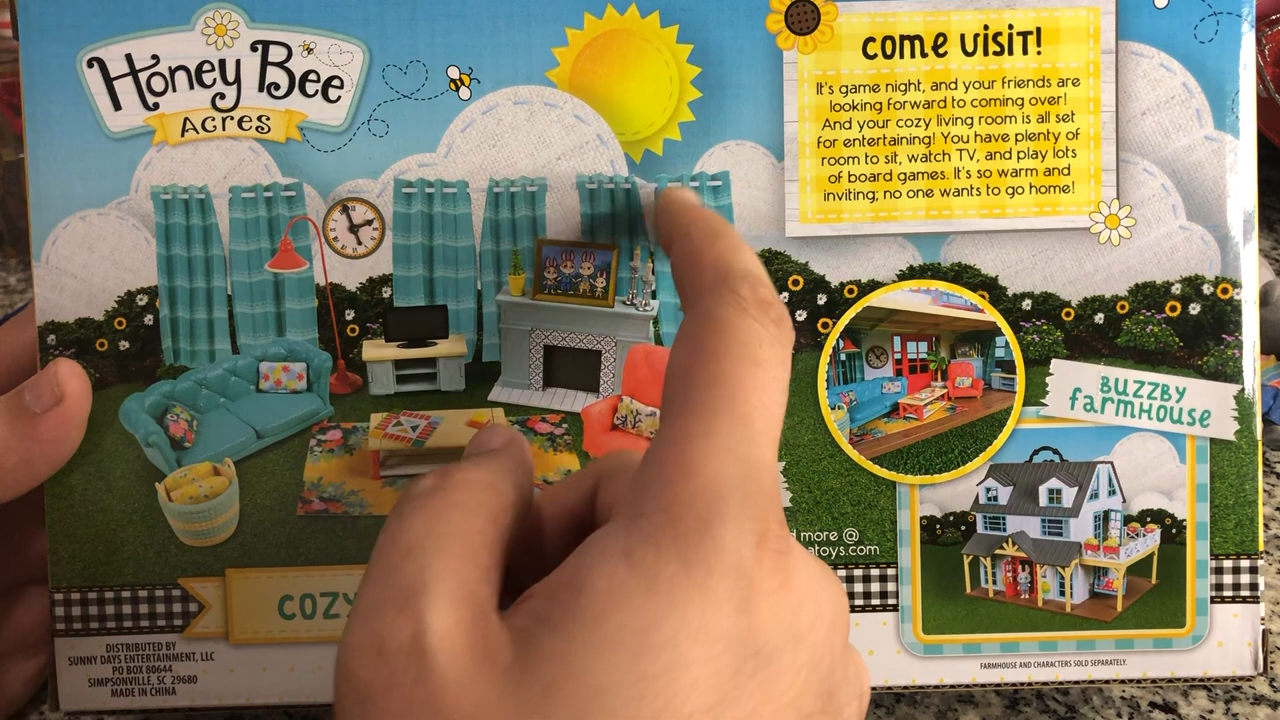 Honey Bee
Acres
COME VISIT!
It's game night, and your friends are
looking forward to coming over!
And your cozy living room is all set
for entertaining! You have plenty of
room to sit, watch TV, and play lots
of board games. It's so warm and
inviting; no one wants to go home!
BUZZBY
FARMHOUSE
more @
atoys.com
COZY
DISTRIBUTED BY
SUNNY DAYS ENTERTAINMENT, LLC
PO BOX 80644
SIMPSONVILLE, SC 29680
MADE IN CHINA
FARMHOUSE AND CHARACTERS SOLD SEPARATELY.